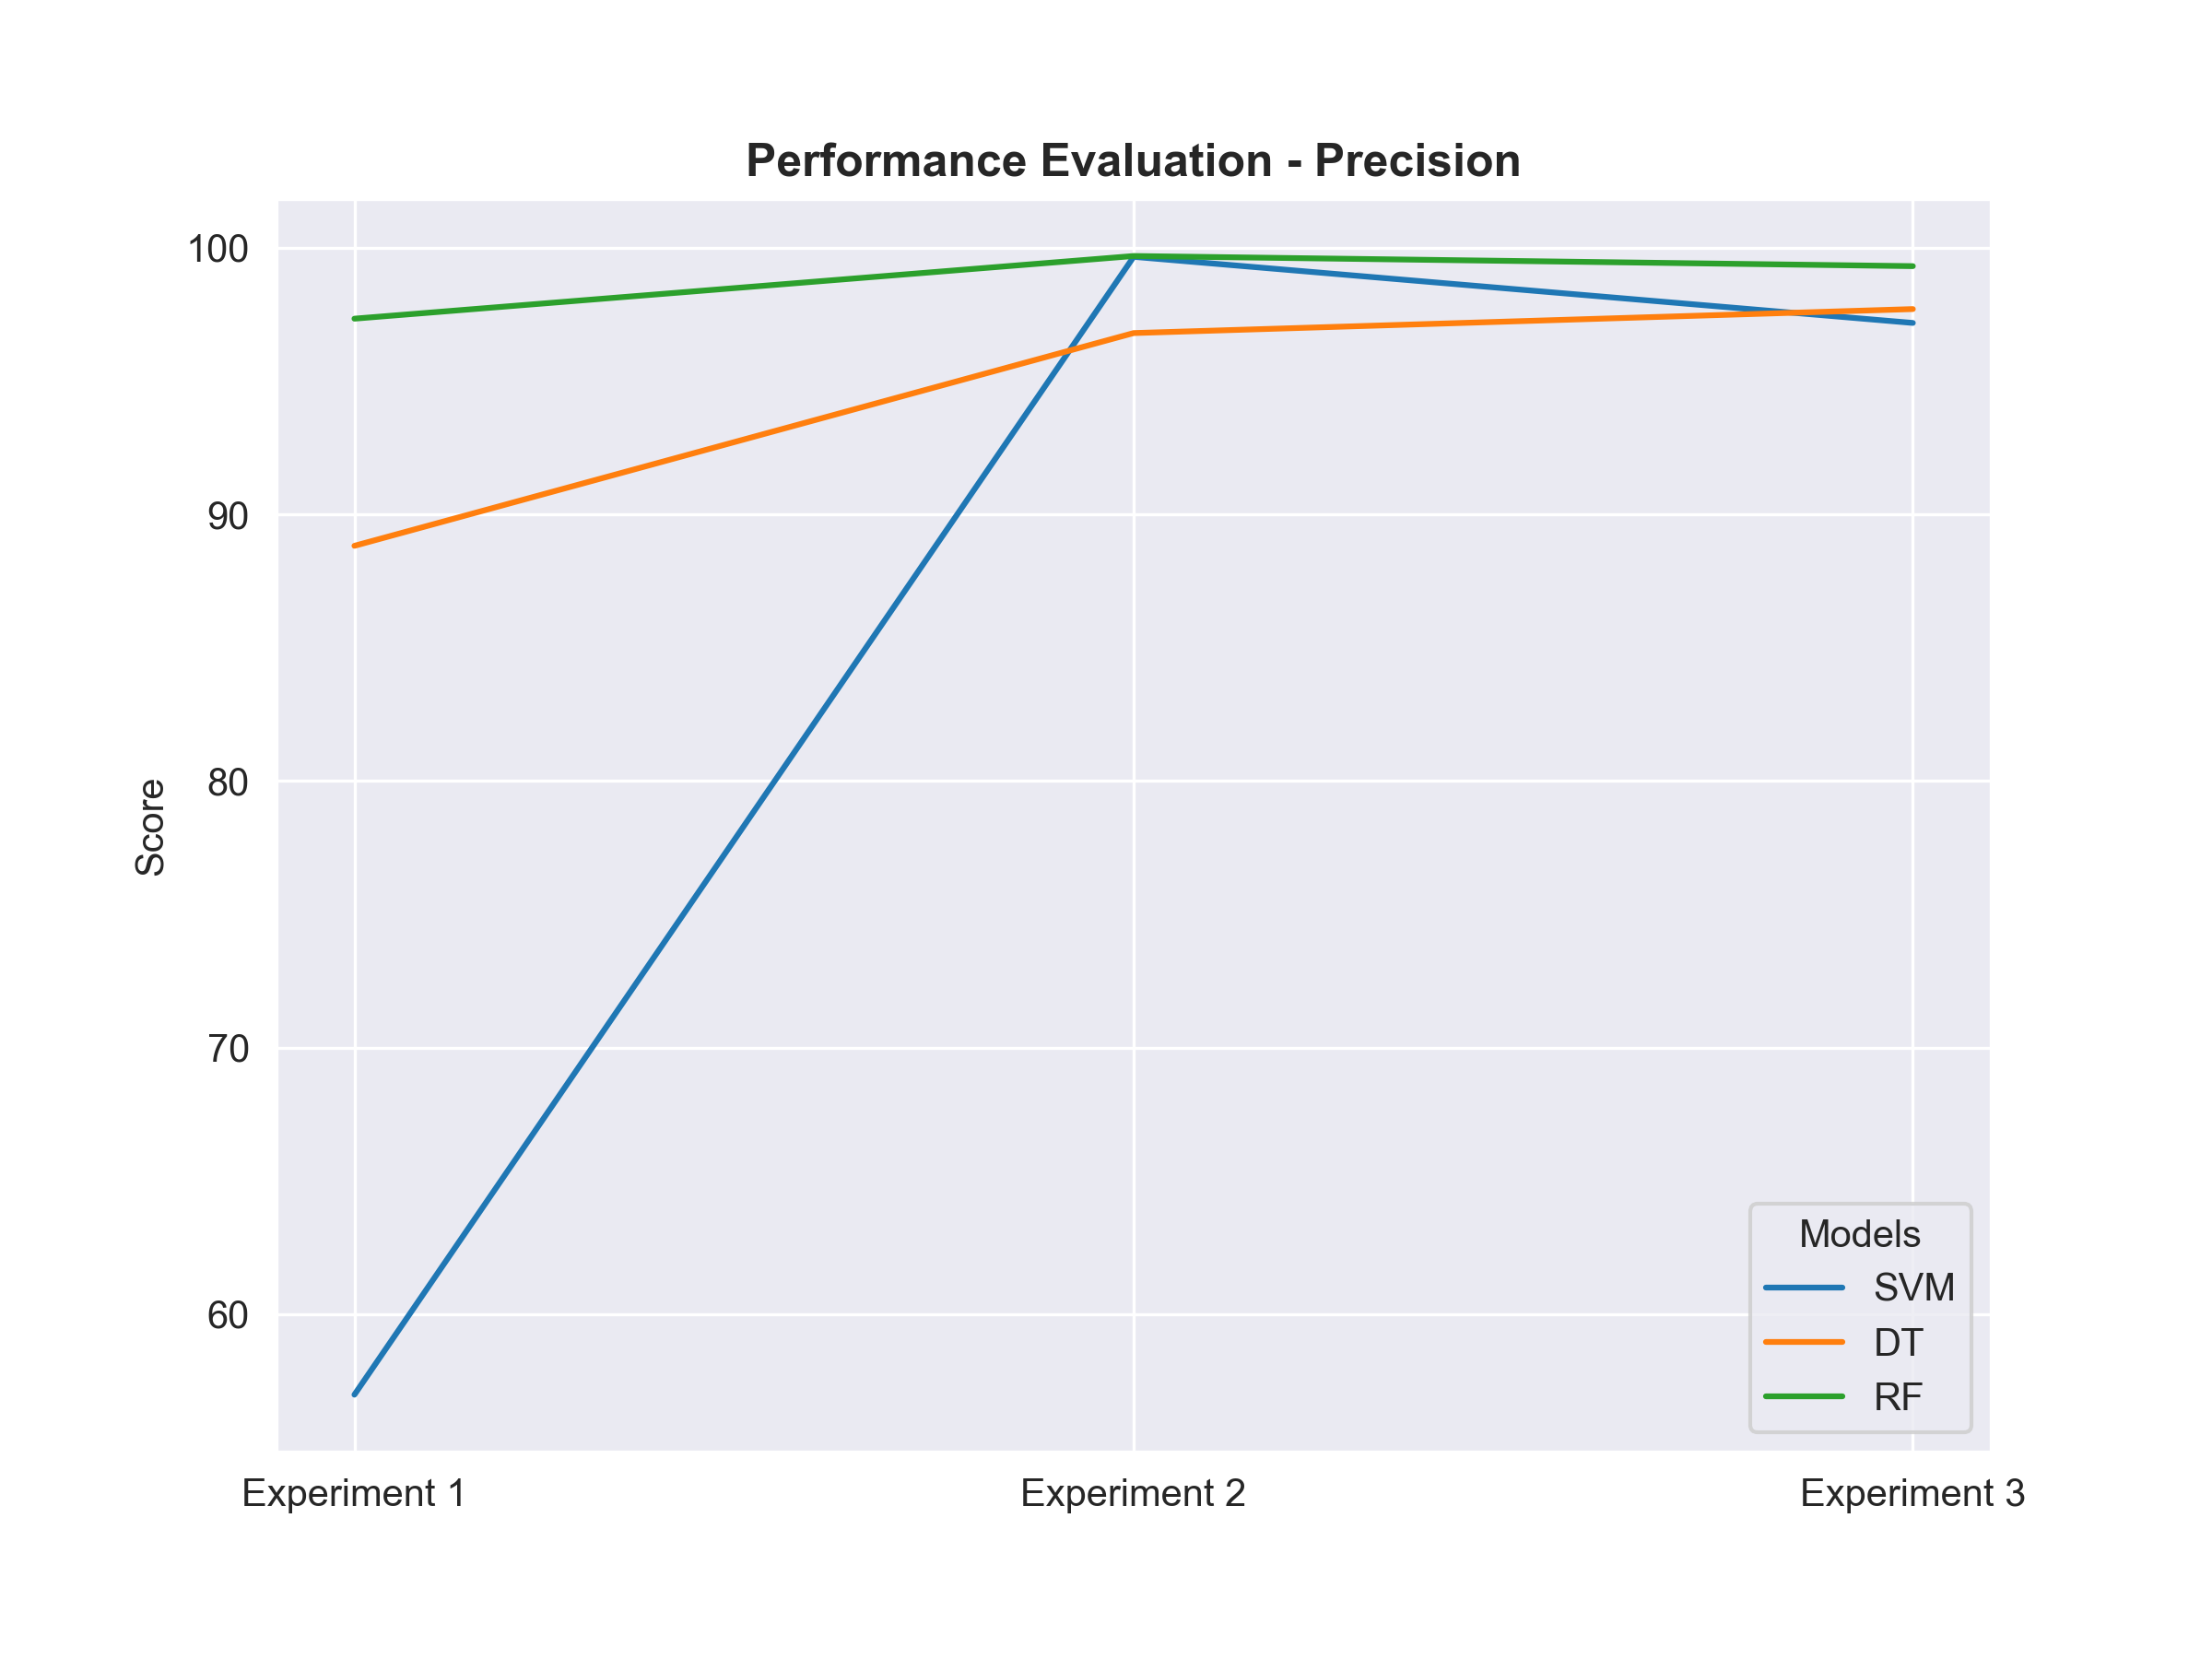 Performance Evaluation - Precision
100
90
80
70
60
Score
Experiment 1
Experiment 2
Experiment 3
Models
SVM
DT
RF